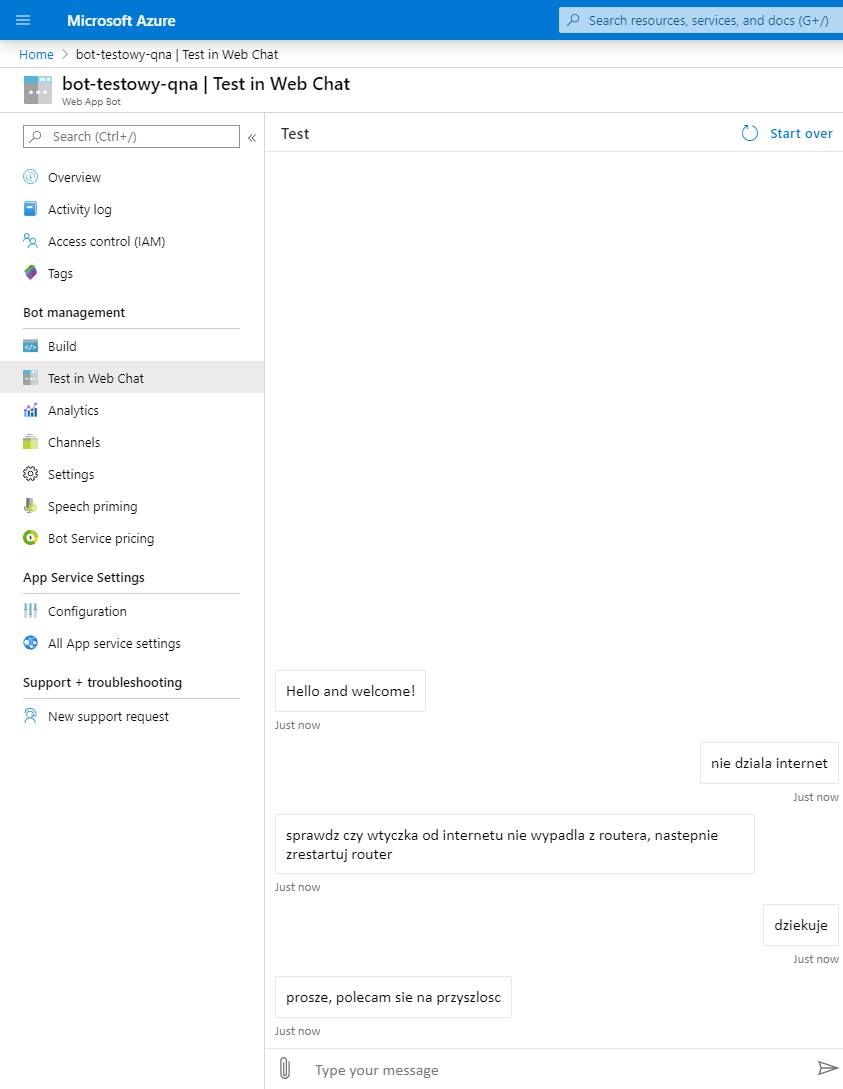 Microsoft Azure
Search resources, services, and docs (G+/)
Home > bot-testowy-qna | Test in Web Chat
bot-testowy-qna | Test in Web Chat
Web App Bot
Search (Ctrl+/)
«
Overview
Activity log
Access control (IAM)
Tags
Bot management
Build
Test in Web Chat
Analytics
Channels
Settings
Speech priming
Bot Service pricing
App Service Settings
Configuration
All App service settings
Support + troubleshooting
New support request
Test
Start over
Hello and welcome!
Just now
nie dziala internet
Just now
sprawdz czy wtyczka od internetu nie wypadla z routera, nastepnie
zrestartuj router
Just now
dziekuje
Just now
prosze, polecam sie na przyszlosc
Just now
Type your message